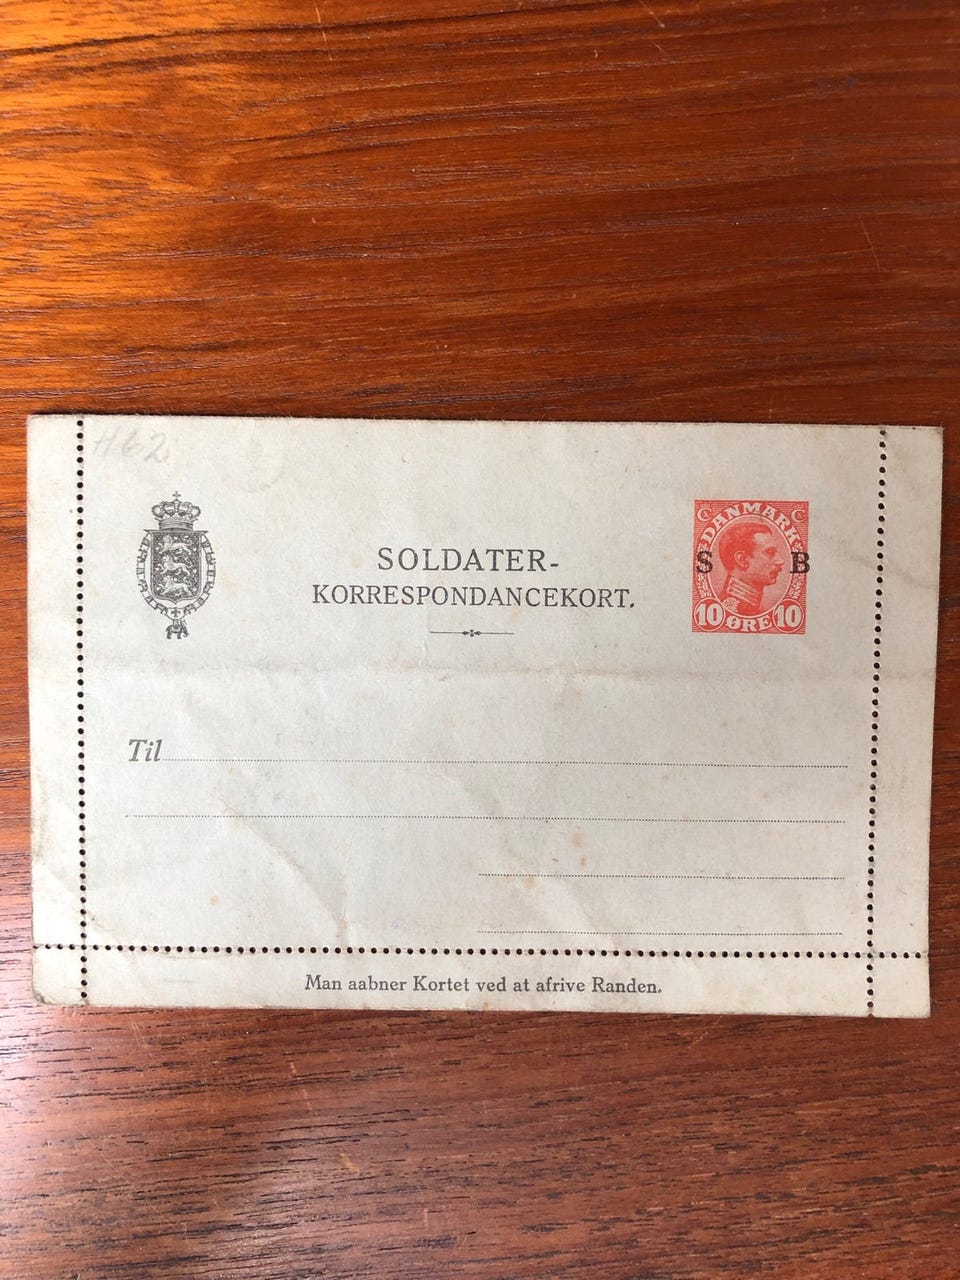 H62
SOLDATER-
KORRESPONDANCEKORT.
DANMARK
S B
10 ØRE 10
Til
Man aabner Kortet ved at afrive Randen.